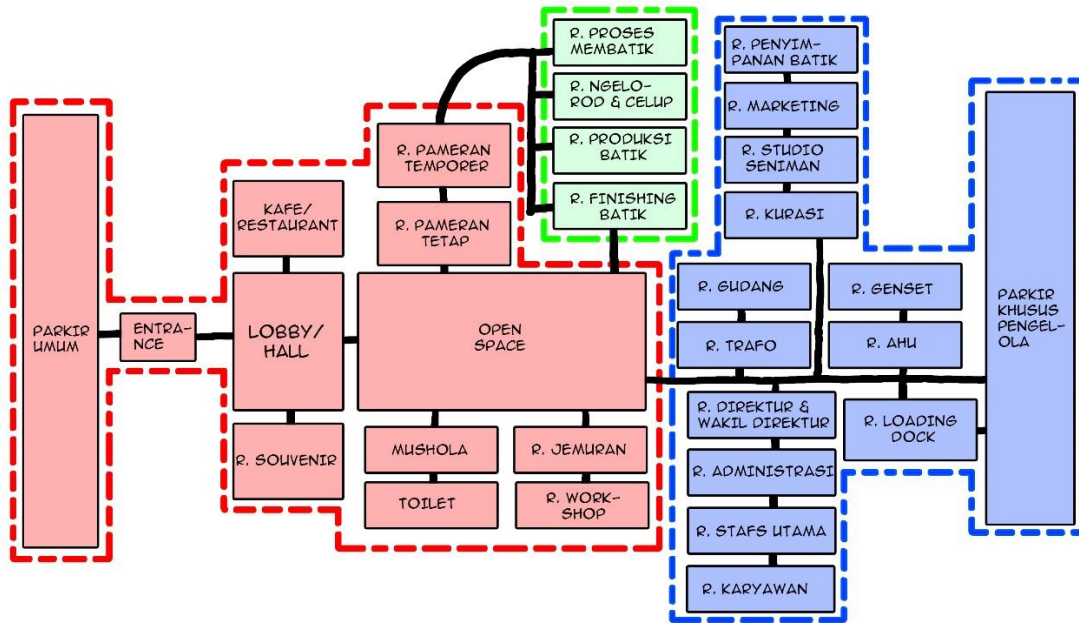 R. PROSES
MEMBATIK
R. NGELO-
ROD & CELUP
R. PRODUKSI
BATIK
R. FINISHING
BATIK
R. PENYIM-
PANAN BATIK
R. MARKETING
R. STUDIO
SENIMAN
R. KURASI
R. PAMERAN
TEMPORER
R. PAMERAN
TETAP
KAFE/
RESTAURANT
PARKIR
UMUM
ENTRA-
NCE
LOBBY/
HALL
OPEN
SPACE
R. SOUVENIR
MUSHOLA
TOILET
R. JEMURAN
R. WORK-
SHOP
R. GUDANG
R. TRAFO
R. GENSET
R. AHU
R. DIREKTUR &
WAKIL DIREKTUR
R. ADMINISTRASI
R. STAFS UTAMA
R. KARYAWAN
R. LOADING
DOCK
PARKIR
KHUSUS
PENGEL-
OLA